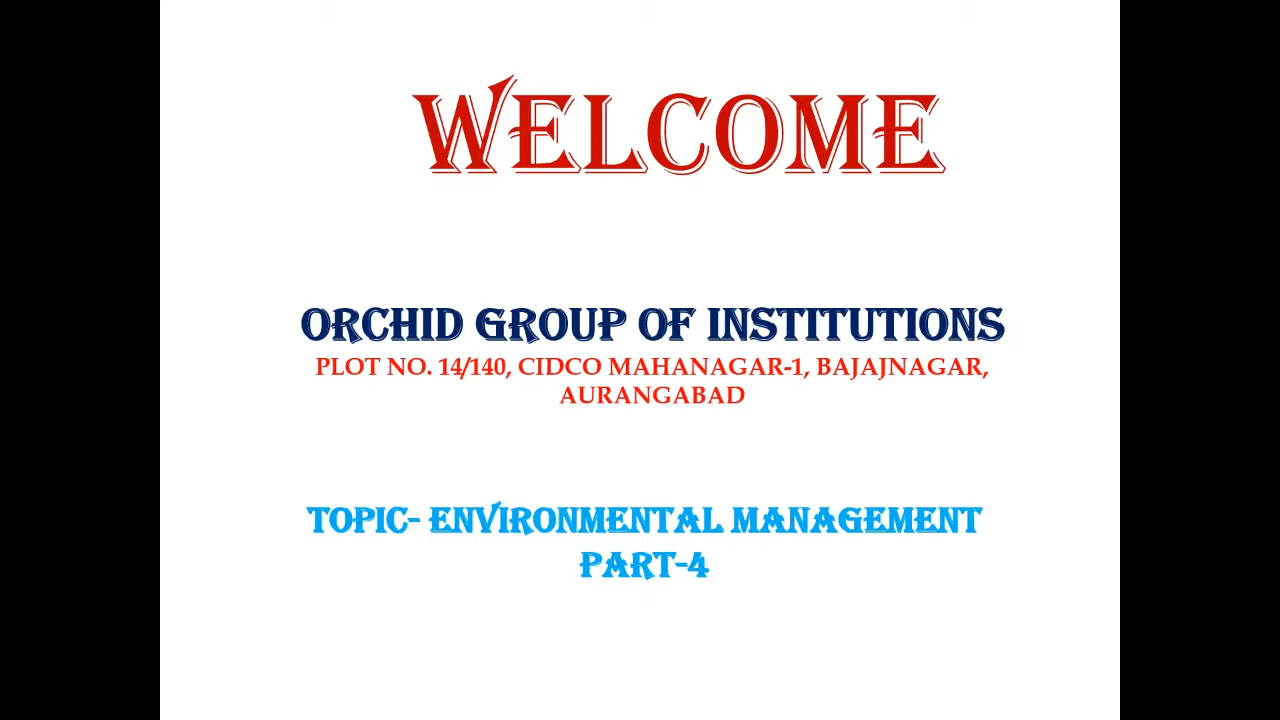 WELCOME
ORCHID GROUP OF INSTITUTIONS
PLOT NO. 14/140, CIDCO MAHANAGAR-1, BAJAJNAGAR,
AURANGABAD
TOPIC- ENVIRONMENTAL MANAGEMENT
PART-4